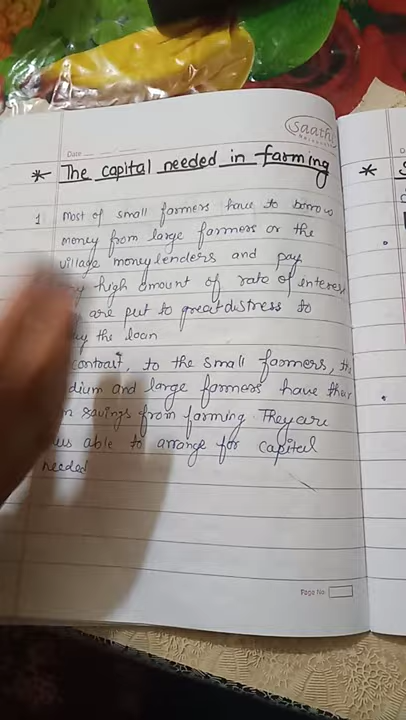 Saathi
Date
* The capital needed in farming *
1 Most of small farmers have to borrow
money from large farmers or the
village moneylenders and pay
high amount of rate of interest
are put to great distress to
the loan
contrast, to the small farmers, the
and large farmers have their
savings from farming They are
able to arrange for capital
needed
Page No